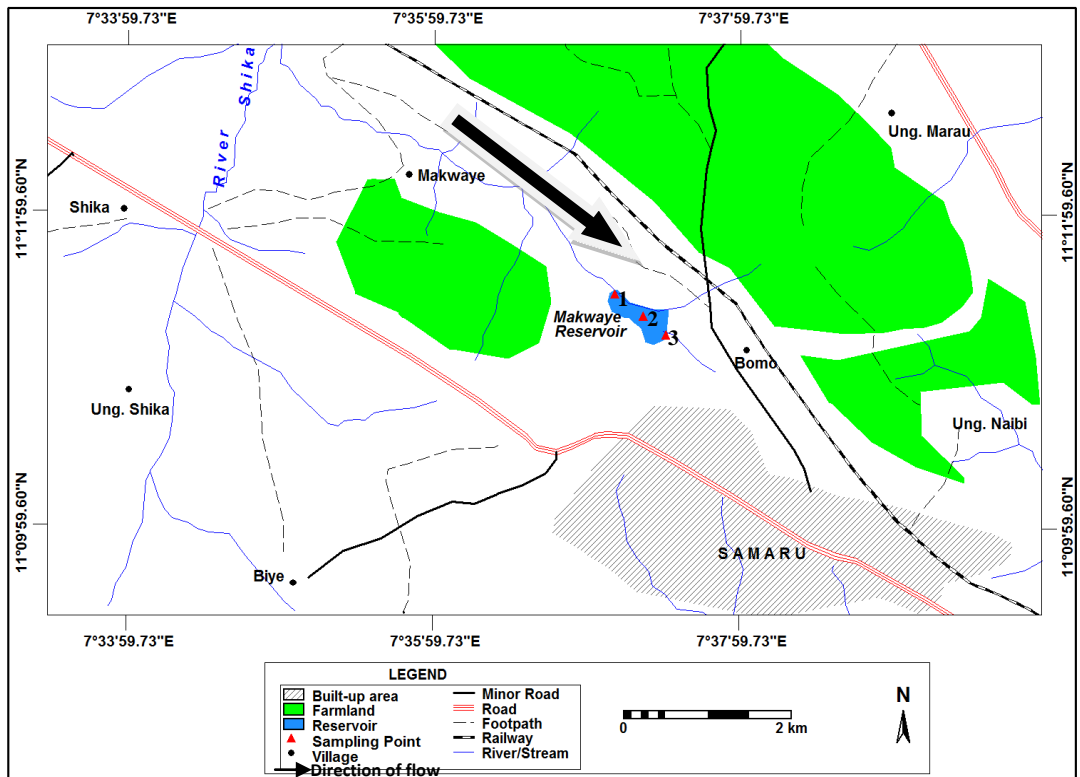 7°33'59.73"E 7°35'59.73"E 7°37'59.73"E
River Shika
Ung. Marau
Makwaye
11°11'59.60"N
Shika
11°11'59.60"N
1
Makwaye
Reservoir
2
3
Bomo
Ung. Shika
Ung. Naibi
11°09'59.60"N
11°09'59.60"N
SAMARU
Biye
7°33'59.73"E 7°35'59.73"E 7°37'59.73"E
LEGEND
Built-up area
Farmland
Reservoir
Sampling Point
Village
Direction of flow
Minor Road
Road
Footpath
Railway
River/Stream
0 2 km
N